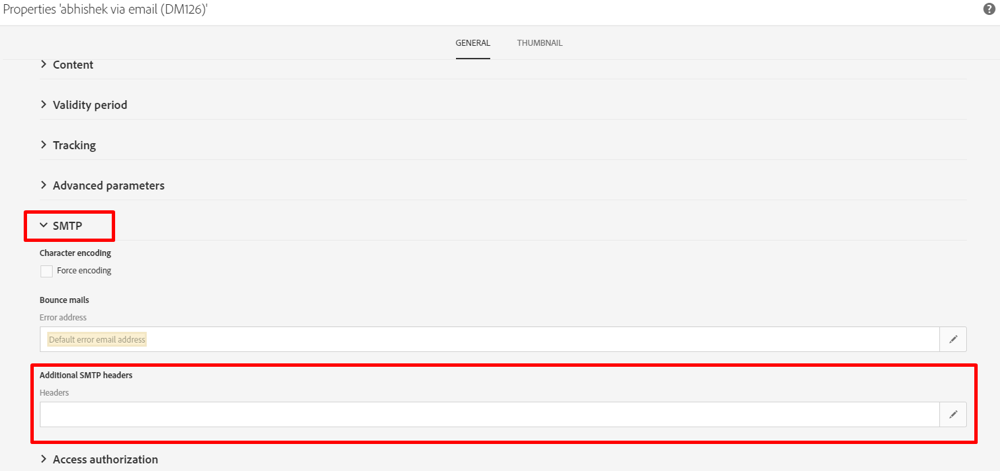 Properties 'abhishek via email (DM126)'
GENERAL THUMBNAIL
Content
Validity period
Tracking
Advanced parameters
SMTP
Character encoding
Force encoding
Bounce mails
Error address
Default error email address
Additional SMTP headers
Headers
Access authorization